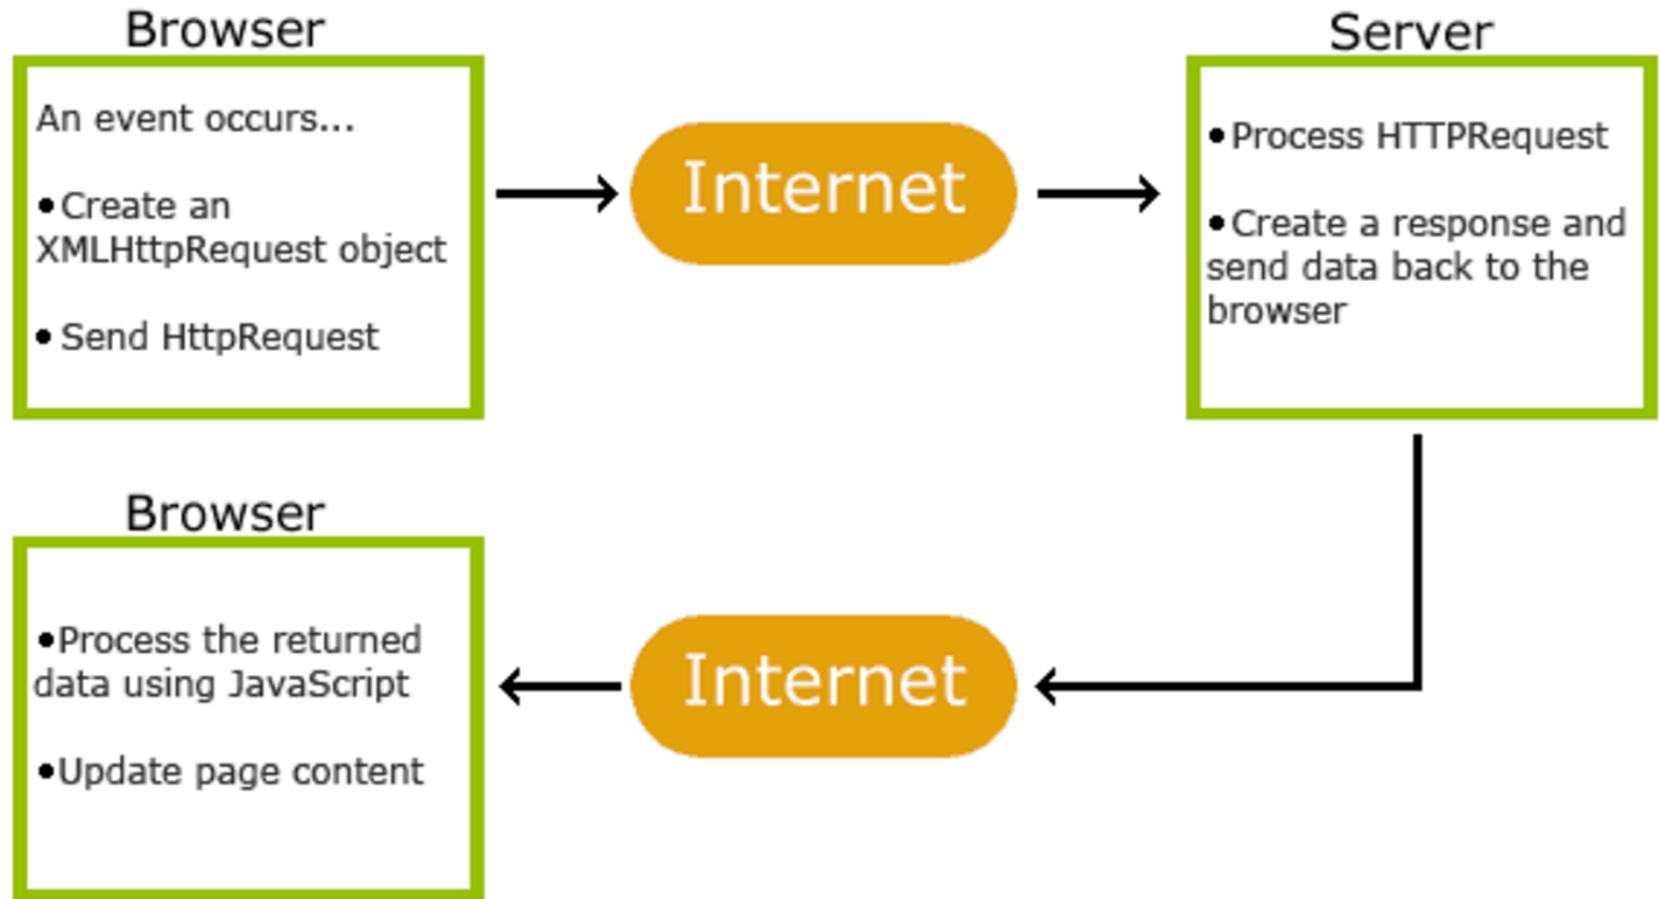 Browser
An event occurs...
•Create an
XMLHttpRequest object
• Send HttpRequest
Internet
Server
•Process HTTPRequest
•Create a response and
send data back to the
browser
Browser
•Process the returned
data using JavaScript
•Update page content
Internet